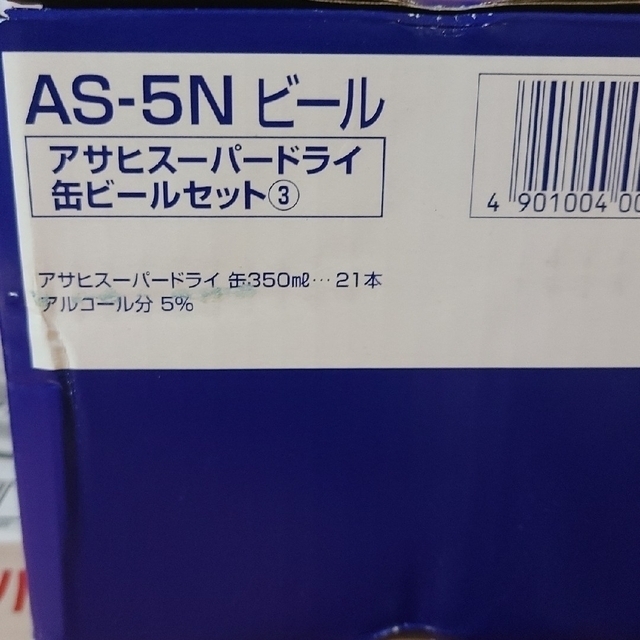 AS-5N ビール
アサヒスーパードライ
缶ビールセット③
4 901004 00
アサヒスーパードライ 缶350㎖… 21本
アルコール分 5%